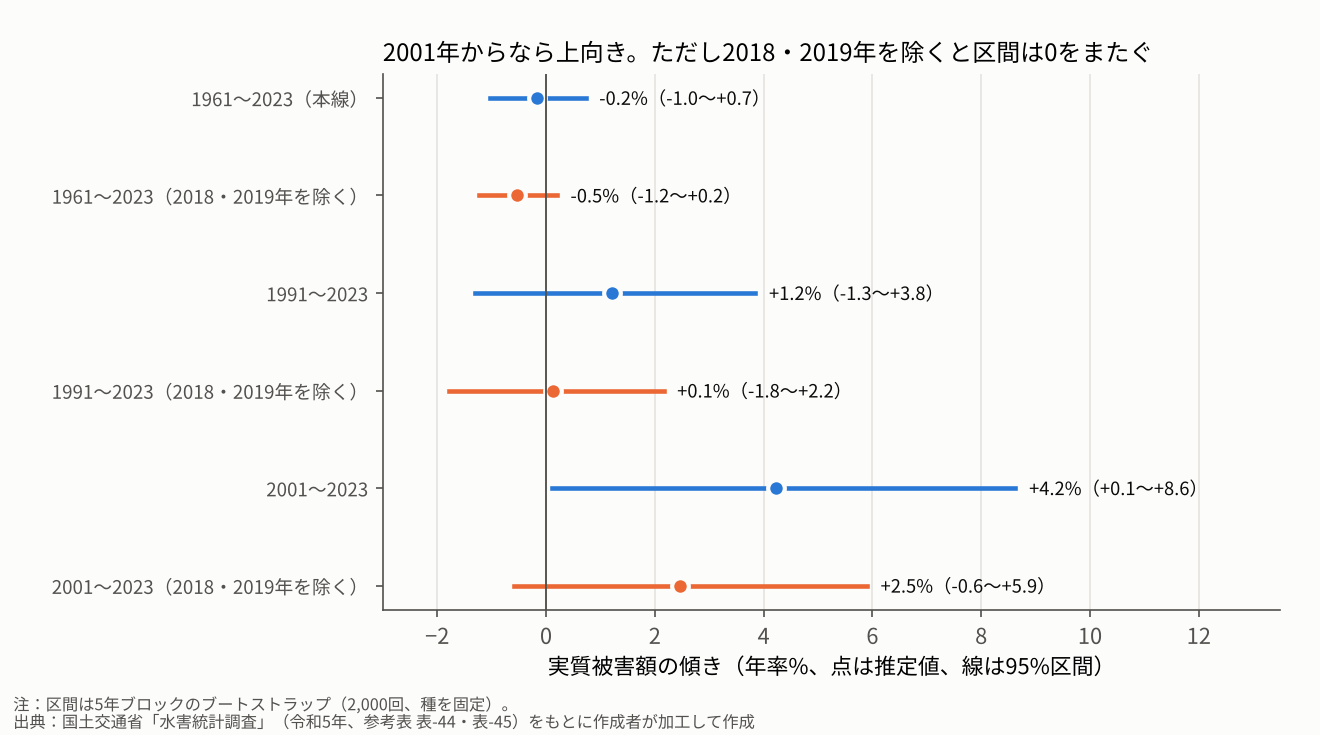 2001年からなら上向き。ただし2018・2019年を除くと区間は0をまたぐ
1961～2023（本線）
-0.2%（-1.0～+0.7）
1961～2023（2018・2019年を除く）
-0.5%（-1.2～+0.2）
1991～2023
+1.2%（-1.3～+3.8）
1991～2023（2018・2019年を除く）
+0.1%（-1.8～+2.2）
2001～2023
+4.2%（+0.1～+8.6）
2001～2023（2018・2019年を除く）
+2.5%（-0.6～+5.9）
−2 0 2 4 6 8 10 12
実質被害額の傾き（年率%、点は推定値、線は95%区間）
注：区間は5年ブロックのブートストラップ（2,000回、種を固定）。
出典：国土交通省「水害統計調査」（令和5年、参考表 表-44・表-45）をもとに作成者が加工して作成